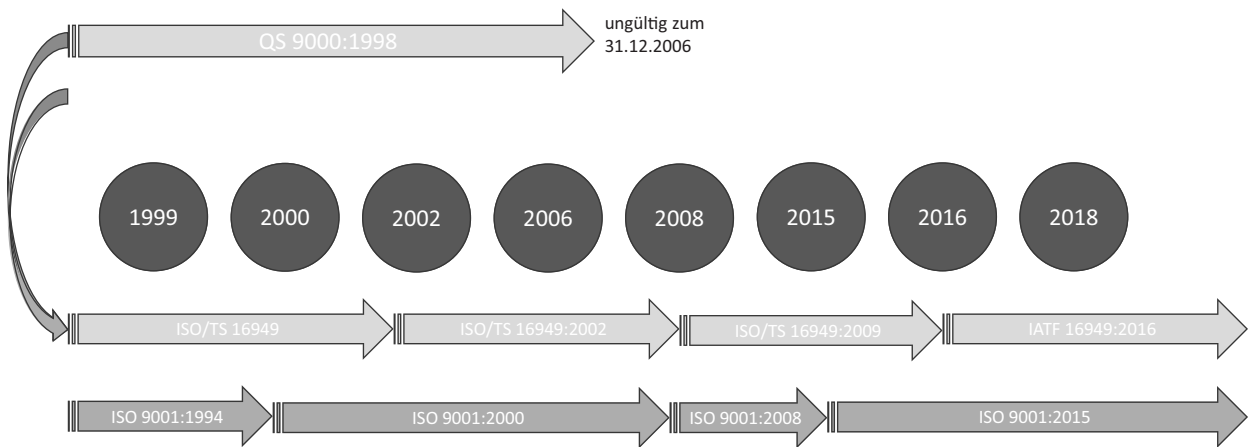 QS 9000:1998
ungültig zum
31.12.2006
1999
2000
2002
2006
2008
2015
2016
2018
ISO/TS 16949
ISO/TS 16949:2002
ISO/TS 16949:2009
IATF 16949:2016
ISO 9001:1994
ISO 9001:2000
ISO 9001:2008
ISO 9001:2015